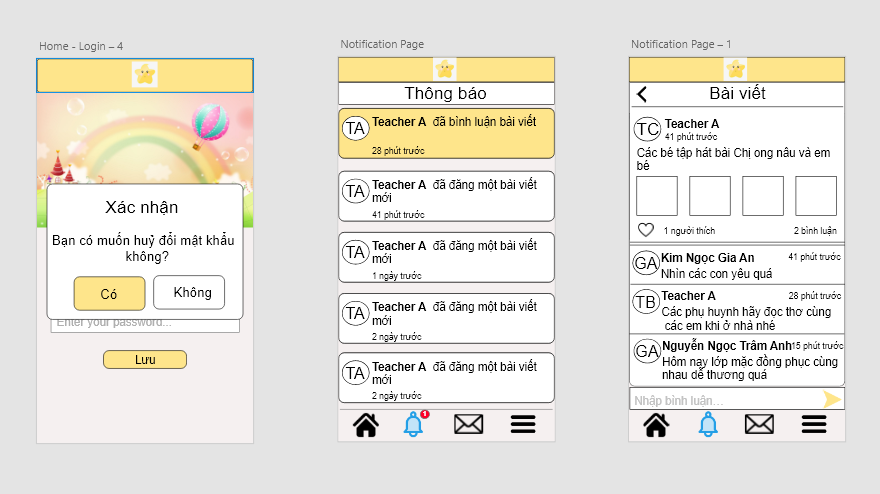 Home - Login – 4
Xác nhận
Bạn có muốn huỷ đổi mật khẩu
không?
Có
Không
Enter your password...
Lưu
Notification Page
Thông báo
TA
Teacher A đã bình luận bài viết
28 phút trước
TA
Teacher A đã đăng một bài viết
mới
41 phút trước
TA
Teacher A đã đăng một bài viết
mới
1 ngày trước
TA
Teacher A đã đăng một bài viết
mới
2 ngày trước
TA
Teacher A đã đăng một bài viết
mới
2 ngày trước
1
Notification Page – 1
Bài viết
TC
Teacher A
41 phút trước
Các bé tập hát bài Chị ong nâu và em
bé
1 người thích
2 bình luận
GA
Kim Ngọc Gia An
41 phút trước
Nhìn các con yêu quá
TB
Teacher A
28 phút trước
Các phụ huynh hãy đọc thơ cùng
các em khi ở nhà nhé
GA
Nguyễn Ngọc Trâm Anh
15 phút trước
Hôm nay lớp mặc đồng phục cùng
nhau dễ thương quá
Nhập bình luận...